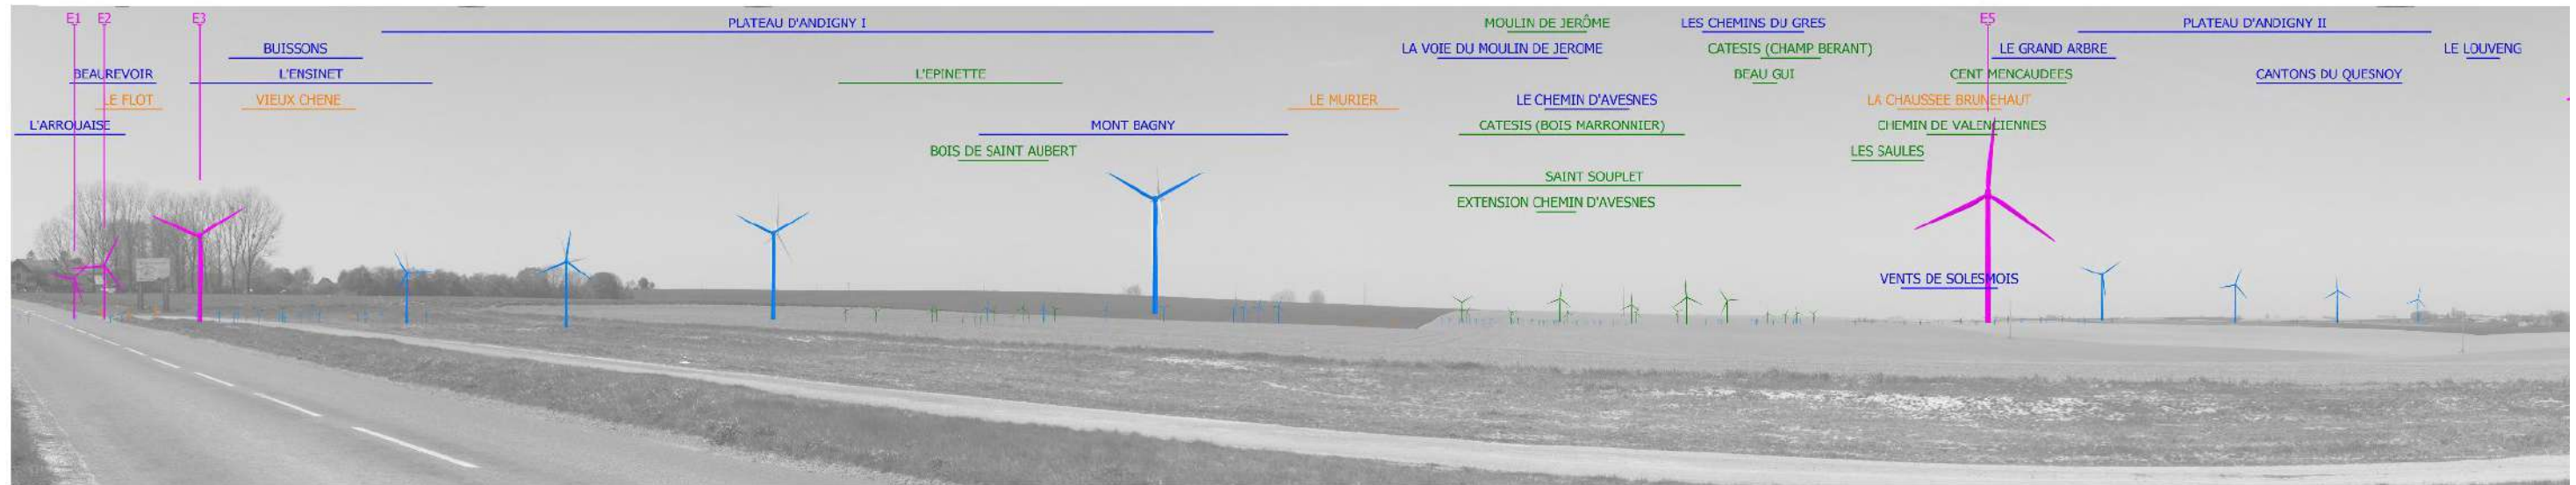 E1 E2 E3 PLATEAU D'ANDIGNY I MOULIN DE JERÔME LES CHEMINS DU GRES E5 PLATEAU D'ANDIGNY II
BUISSONS LA VOIE DU MOULIN DE JEROME CATESIS (CHAMP BERANT) LE GRAND ARBRE LE LOUVENG
BEAUREVOIR L'ENSINET L'EPINETTE BEAU GUI CENT MENCAUDEES CANTONS DU QUESNOY
LE FLOT VIEUX CHENE LE MURIER LE CHEMIN D'AVESNES LA CHAUSSEE BRUNEHAUT
L'ARROUAISE MONT BAGNY CATESIS (BOIS MARRONNIER) CHEMIN DE VALENCIENNES
BOIS DE SAINT AUBERT LES SAULES
SAINT SOUPLET
EXTENSION CHEMIN D'AVESNES
VENTS DE SOLESMOIS